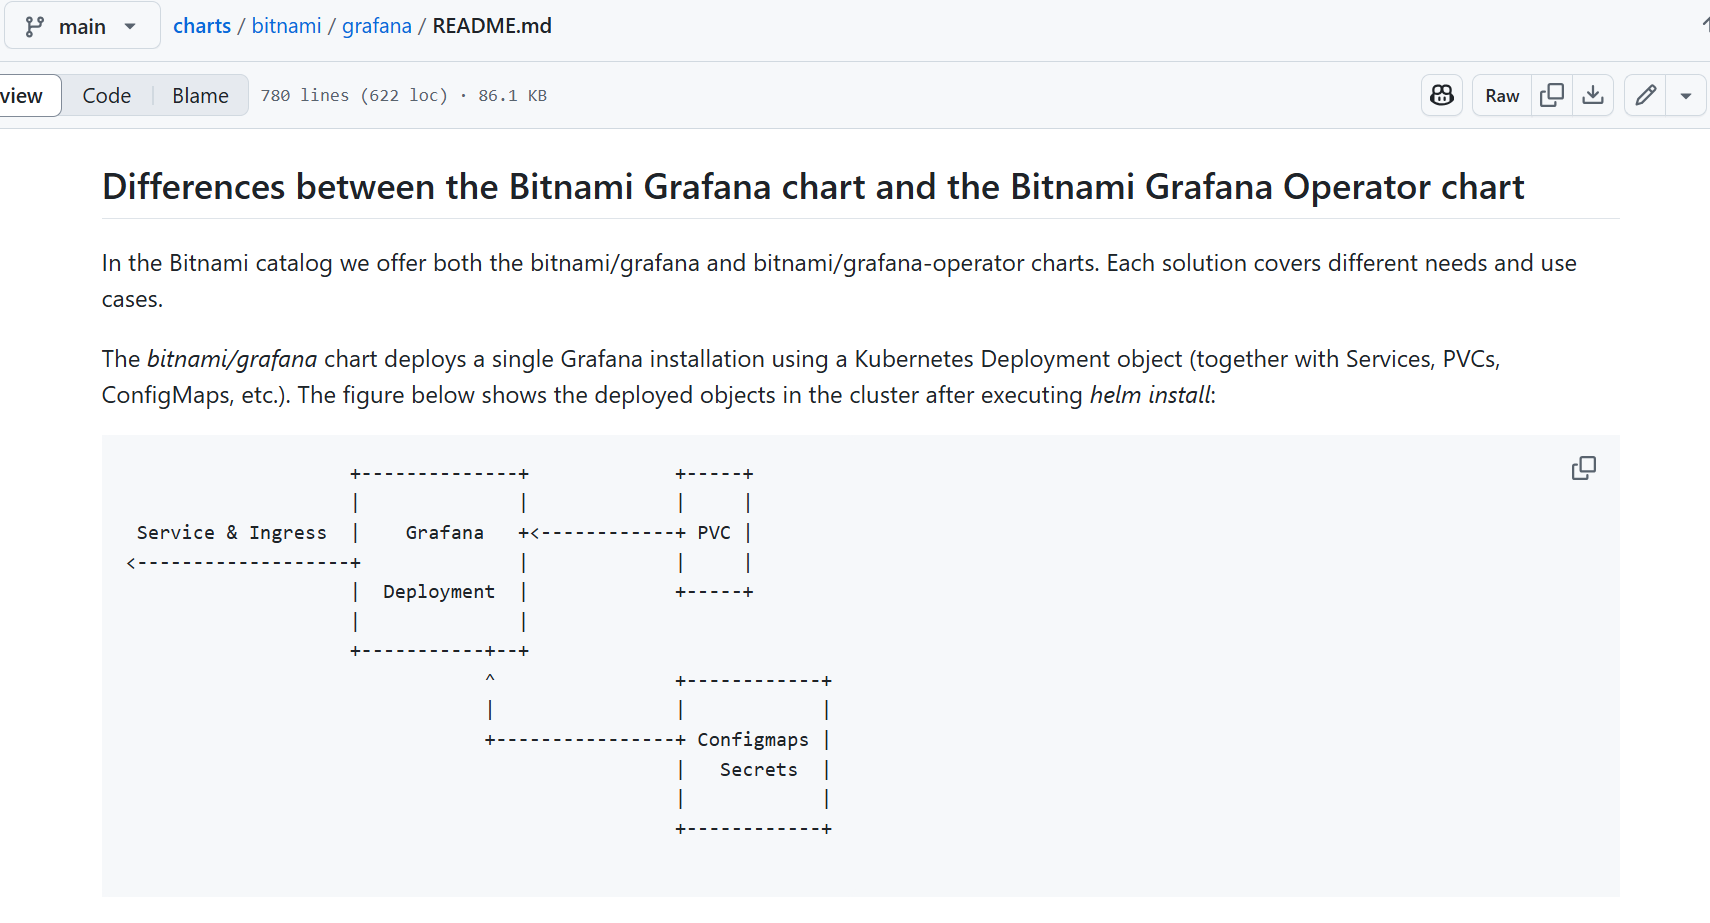 main
charts / bitnami / grafana / README.md
view Code Blame 780 lines (622 loc) · 86.1 KB Raw
Differences between the Bitnami Grafana chart and the Bitnami Grafana Operator chart
In the Bitnami catalog we offer both the bitnami/grafana and bitnami/grafana-operator charts. Each solution covers different needs and use
cases.
The bitnami/grafana chart deploys a single Grafana installation using a Kubernetes Deployment object (together with Services, PVCs,
ConfigMaps, etc.). The figure below shows the deployed objects in the cluster after executing helm install:
                    +--------------+             +-----+
                    |              |             |     |
 Service & Ingress  |    Grafana   +<------------+ PVC |
<-------------------+              |             |     |
                    |  Deployment  |             +-----+
                    |              |
                    +-----------+--+
                                ^                +------------+
                                |                |            |
                                +----------------+ Configmaps |
                                                 |   Secrets  |
                                                 |            |
                                                 +------------+